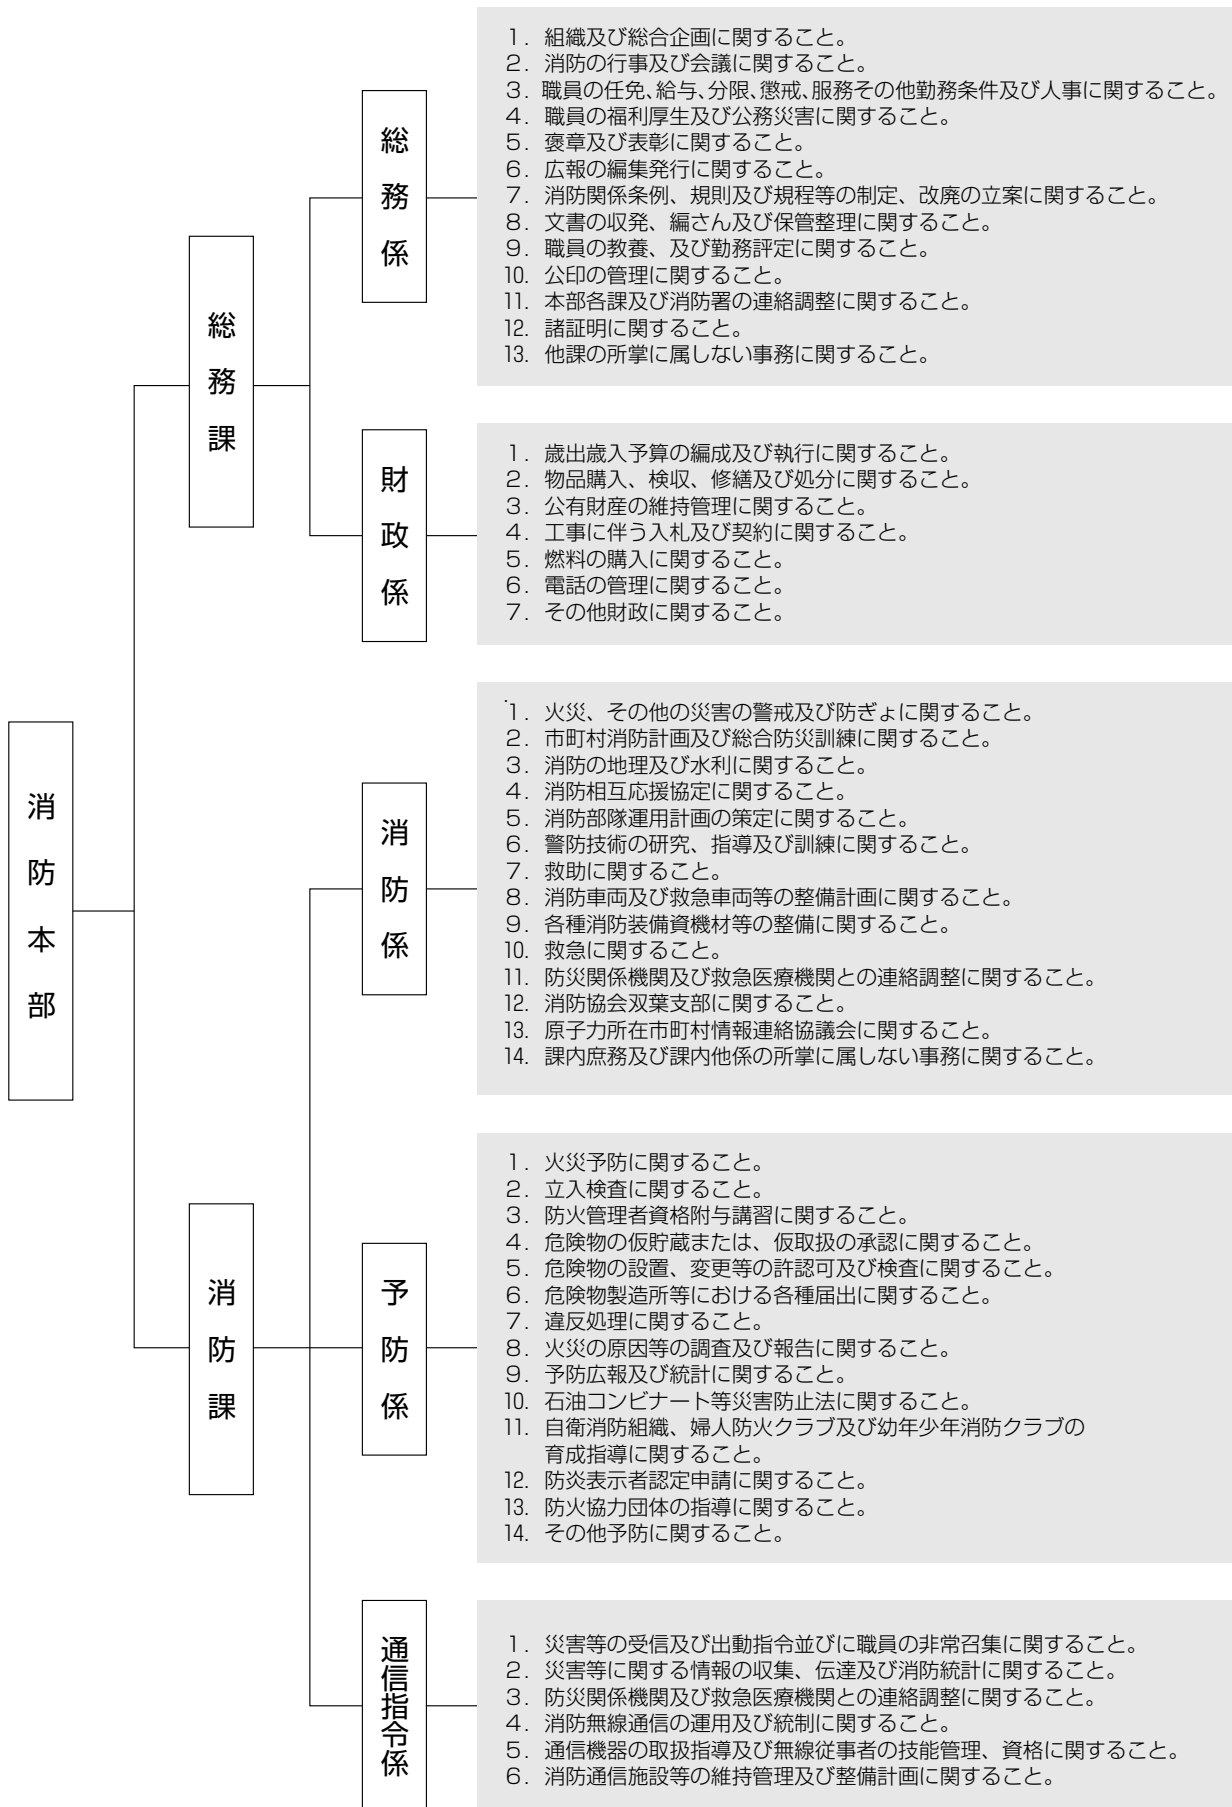 消防本部
総務課
総務係
1．組織及び総合企画に関すること。
2．消防の行事及び会議に関すること。
3．職員の任免、給与、分限、懲戒、服務その他勤務条件及び人事に関すること。
4．職員の福利厚生及び公務災害に関すること。
5．褒章及び表彰に関すること。
6．広報の編集発行に関すること。
7．消防関係条例、規則及び規程等の制定、改廃の立案に関すること。
8．文書の収発、編さん及び保管整理に関すること。
9．職員の教養、及び勤務評定に関すること。
10．公印の管理に関すること。
11．本部各課及び消防署の連絡調整に関すること。
12．諸証明に関すること。
13．他課の所掌に属しない事務に関すること。
財政係
1．歳出歳入予算の編成及び執行に関すること。
2．物品購入、検収、修繕及び処分に関すること。
3．公有財産の維持管理に関すること。
4．工事に伴う入札及び契約に関すること。
5．燃料の購入に関すること。
6．電話の管理に関すること。
7．その他財政に関すること。
消防課
消防係
1．火災、その他の災害の警戒及び防ぎょに関すること。
2．市町村消防計画及び総合防災訓練に関すること。
3．消防の地理及び水利に関すること。
4．消防相互応援協定に関すること。
5．消防部隊運用計画の策定に関すること。
6．警防技術の研究、指導及び訓練に関すること。
7．救助に関すること。
8．消防車両及び救急車両等の整備計画に関すること。
9．各種消防装備資機材等の整備に関すること。
10．救急に関すること。
11．防災関係機関及び救急医療機関との連絡調整に関すること。
12．消防協会双葉支部に関すること。
13．原子力所在市町村情報連絡協議会に関すること。
14．課内庶務及び課内他係の所掌に属しない事務に関すること。
予防係
1．火災予防に関すること。
2．立入検査に関すること。
3．防火管理者資格附与講習に関すること。
4．危険物の仮貯蔵または、仮取扱の承認に関すること。
5．危険物の設置、変更等の許認可及び検査に関すること。
6．危険物製造所等における各種届出に関すること。
7．違反処理に関すること。
8．火災の原因等の調査及び報告に関すること。
9．予防広報及び統計に関すること。
10．石油コンビナート等災害防止法に関すること。
11．自衛消防組織、婦人防火クラブ及び幼年少年消防クラブの
育成指導に関すること。
12．防炎表示者認定申請に関すること。
13．防火協力団体の指導に関すること。
14．その他予防に関すること。
通信指令係
1．災害等の受信及び出動指令並びに職員の非常召集に関すること。
2．災害等に関する情報の収集、伝達及び消防統計に関すること。
3．防災関係機関及び救急医療機関との連絡調整に関すること。
4．消防無線通信の運用及び統制に関すること。
5．通信機器の取扱指導及び無線従事者の技能管理、資格に関すること。
6．消防通信施設等の維持管理及び整備計画に関すること。